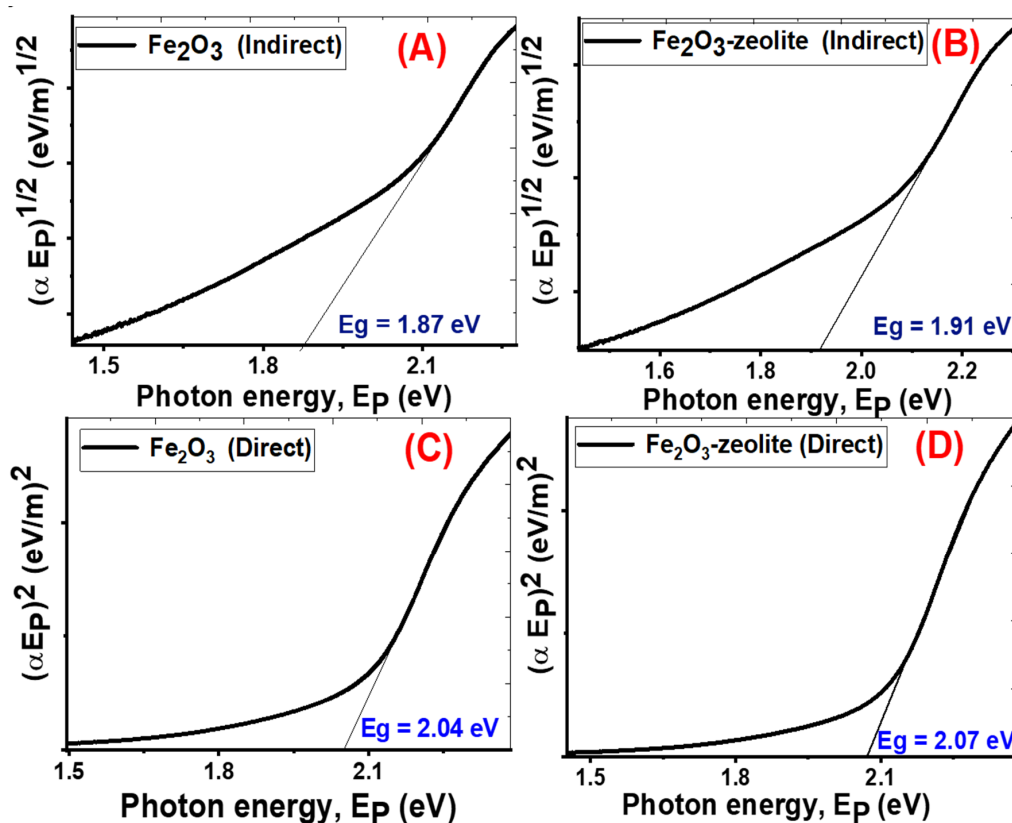 Fe₂O₃ (Indirect)
(A)
(α Eₚ)^1/2 (eV/m)^1/2
Eg = 1.87 eV
1.5 1.8 2.1
Photon energy, Eₚ (eV)
Fe₂O₃-zeolite (Indirect)
(B)
(α Eₚ)^1/2 (eV/m)^1/2
Eg = 1.91 eV
1.6 1.8 2.0 2.2
Photon energy, Eₚ (eV)
Fe₂O₃ (Direct)
(C)
(αEₚ)² (eV/m)²
Eg = 2.04 eV
1.5 1.8 2.1
Photon energy, Eₚ (eV)
Fe₂O₃-zeolite (Direct)
(D)
(α Eₚ)² (eV/m)²
Eg = 2.07 eV
1.5 1.8 2.1
Photon energy, Eₚ (eV)